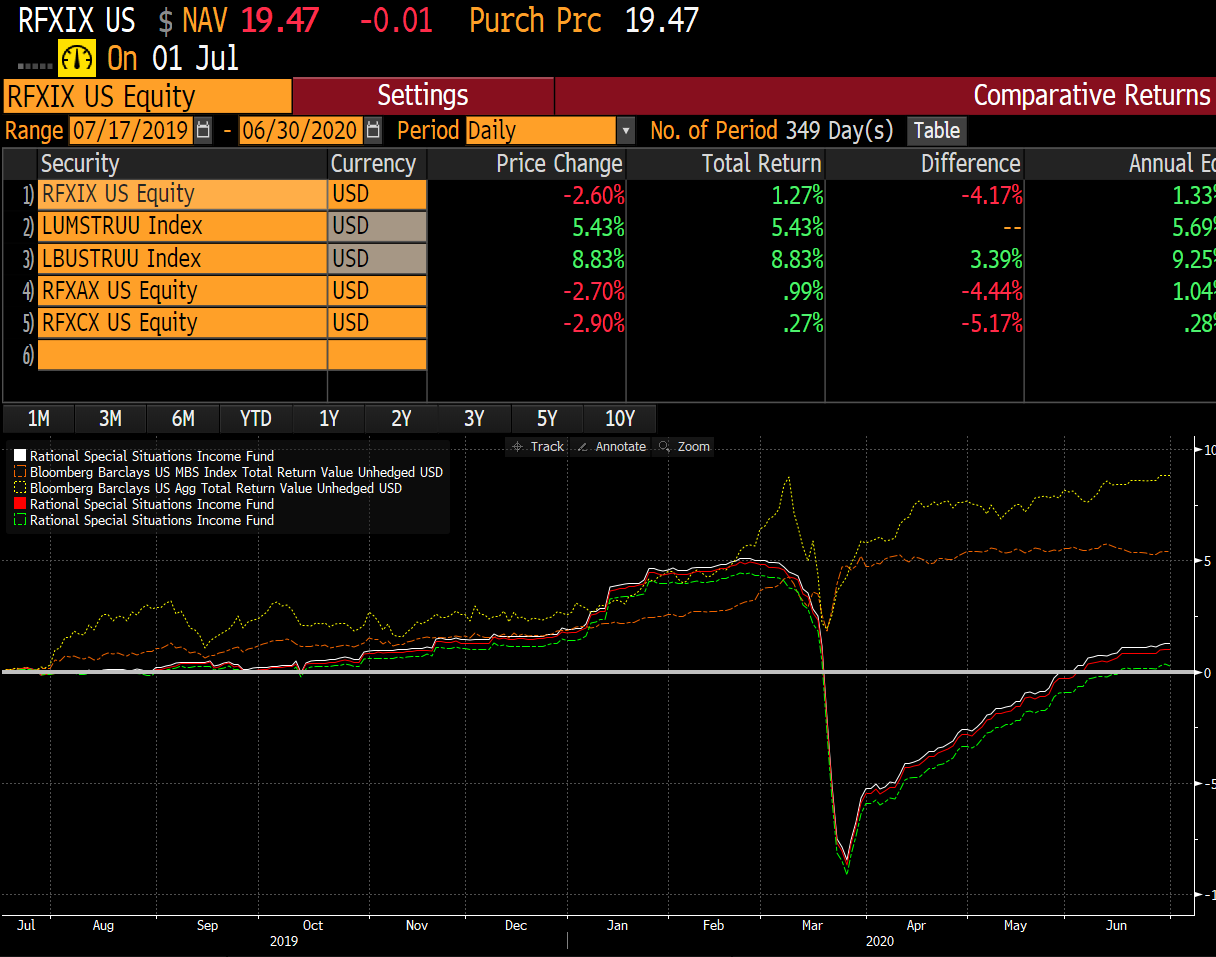 RFXIX US $ NAV 19.47 -0.01 Purch Prc 19.47
On 01 Jul
RFXIX US Equity Settings Comparative Returns
Range 07/17/2019 - 06/30/2020 Period Daily No. of Period 349 Day(s) Table
Security Currency Price Change Total Return Difference Annual Eq
1) RFXIX US Equity USD -2.60% 1.27% -4.17% 1.33%
2) LUMSTRUU Index USD 5.43% 5.43% -- 5.69%
3) LBUSTRUU Index USD 8.83% 8.83% 3.39% 9.25%
4) RFXAX US Equity USD -2.70% .99% -4.44% 1.04%
5) RFXCX US Equity USD -2.90% .27% -5.17% .28%
6)
1M 3M 6M YTD 1Y 2Y 3Y 5Y 10Y
Track Annotate Zoom
Rational Special Situations Income Fund
Bloomberg Barclays US MBS Index Total Return Value Unhedged USD
Bloomberg Barclays US Agg Total Return Value Unhedged USD
Rational Special Situations Income Fund
Rational Special Situations Income Fund
10
5
0
-5
-1
Jul Aug Sep Oct Nov Dec Jan Feb Mar Apr May Jun
2019 2020